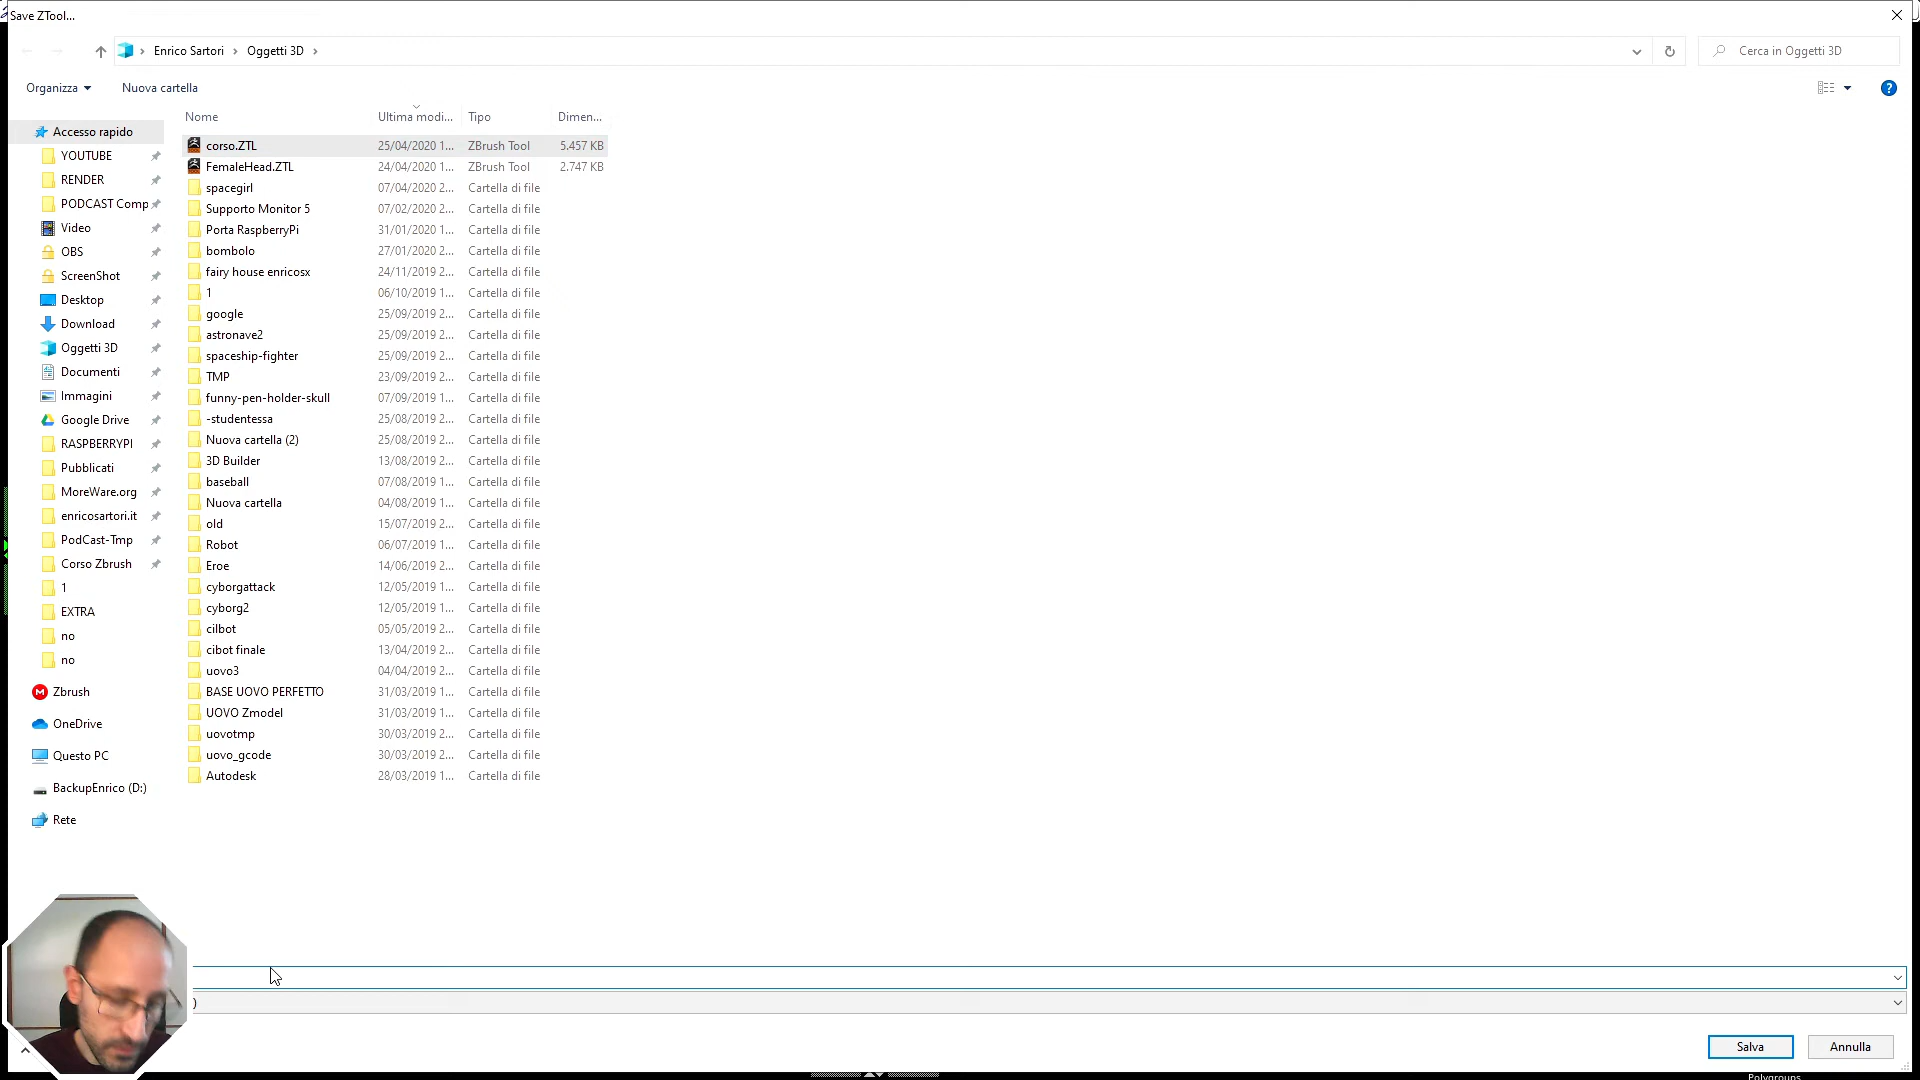 Save ZTool...
Enrico Sartori
Oggetti 3D
Cerca in Oggetti 3D
Organizza
Nuova cartella
Nome
Ultima modi...
Tipo
Dimen...
Accesso rapido
YOUTUBE
RENDER
PODCAST Comp
Video
OBS
ScreenShot
Desktop
Download
Oggetti 3D
Documenti
Immagini
Google Drive
RASPBERRYPI
Pubblicati
MoreWare.org
enricosartori.it
PodCast-Tmp
Corso Zbrush
1
EXTRA
no
no
Zbrush
OneDrive
Questo PC
BackupEnrico (D:)
Rete
corso.ZTL 25/04/2020 1... ZBrush Tool 5.457 KB
FemaleHead.ZTL 24/04/2020 1... ZBrush Tool 2.747 KB
spacegirl 07/04/2020 2... Cartella di file
Supporto Monitor 5 07/02/2020 2... Cartella di file
Porta RaspberryPi 31/01/2020 1... Cartella di file
bombolo 27/01/2020 2... Cartella di file
fairy house enricosx 24/11/2019 2... Cartella di file
1 06/10/2019 1... Cartella di file
google 25/09/2019 2... Cartella di file
astronave2 25/09/2019 2... Cartella di file
spaceship-fighter 25/09/2019 2... Cartella di file
TMP 23/09/2019 2... Cartella di file
funny-pen-holder-skull 07/09/2019 1... Cartella di file
-studentessa 25/08/2019 2... Cartella di file
Nuova cartella (2) 25/08/2019 2... Cartella di file
3D Builder 13/08/2019 2... Cartella di file
baseball 07/08/2019 1... Cartella di file
Nuova cartella 04/08/2019 1... Cartella di file
old 15/07/2019 2... Cartella di file
Robot 06/07/2019 1... Cartella di file
Eroe 14/06/2019 2... Cartella di file
cyborgattack 12/05/2019 1... Cartella di file
cyborg2 12/05/2019 1... Cartella di file
cilbot 05/05/2019 2... Cartella di file
cibot finale 13/04/2019 2... Cartella di file
uovo3 04/04/2019 2... Cartella di file
BASE UOVO PERFETTO 31/03/2019 1... Cartella di file
UOVO Zmodel 31/03/2019 1... Cartella di file
uovotmp 30/03/2019 2... Cartella di file
uovo_gcode 30/03/2019 2... Cartella di file
Autodesk 28/03/2019 1... Cartella di file
)
Salva
Annulla
Polygroups